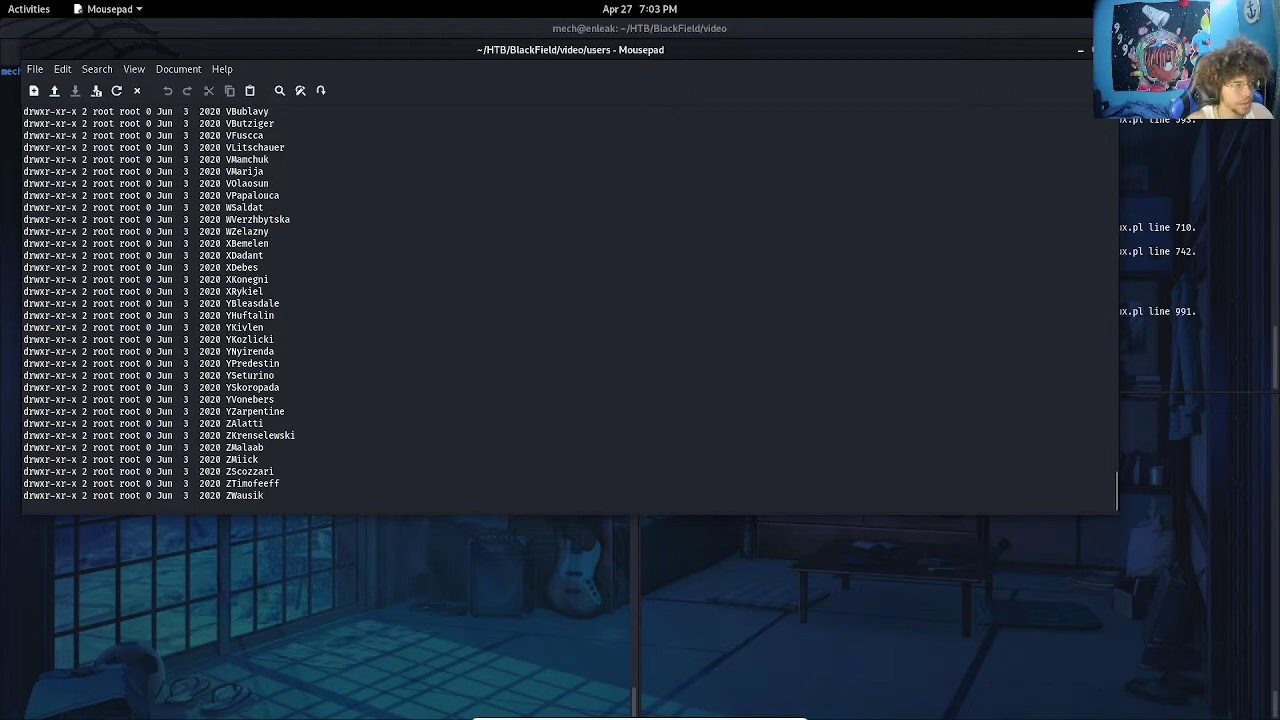 Activities Mousepad Apr 27 7:03 PM
mech@enleak: ~/HTB/BlackField/video
~/HTB/BlackField/video/users - Mousepad
mech
File Edit Search View Document Help
drwxr-xr-x 2 root root 0 Jun 3 2020 VBublavy
drwxr-xr-x 2 root root 0 Jun 3 2020 VButziger
drwxr-xr-x 2 root root 0 Jun 3 2020 VFuscca
drwxr-xr-x 2 root root 0 Jun 3 2020 VLitschauer
drwxr-xr-x 2 root root 0 Jun 3 2020 VMamchuk
drwxr-xr-x 2 root root 0 Jun 3 2020 VMarija
drwxr-xr-x 2 root root 0 Jun 3 2020 VOlaosun
drwxr-xr-x 2 root root 0 Jun 3 2020 VPapalouca
drwxr-xr-x 2 root root 0 Jun 3 2020 WSaldat
drwxr-xr-x 2 root root 0 Jun 3 2020 WVerzhbytska
drwxr-xr-x 2 root root 0 Jun 3 2020 WZelazny
drwxr-xr-x 2 root root 0 Jun 3 2020 XBemelen
drwxr-xr-x 2 root root 0 Jun 3 2020 XDadant
drwxr-xr-x 2 root root 0 Jun 3 2020 XDebes
drwxr-xr-x 2 root root 0 Jun 3 2020 XKonegni
drwxr-xr-x 2 root root 0 Jun 3 2020 XRykiel
drwxr-xr-x 2 root root 0 Jun 3 2020 YBleasdale
drwxr-xr-x 2 root root 0 Jun 3 2020 YHuftalin
drwxr-xr-x 2 root root 0 Jun 3 2020 YKivlen
drwxr-xr-x 2 root root 0 Jun 3 2020 YKozlicki
drwxr-xr-x 2 root root 0 Jun 3 2020 YNyirenda
drwxr-xr-x 2 root root 0 Jun 3 2020 YPredestin
drwxr-xr-x 2 root root 0 Jun 3 2020 YSeturino
drwxr-xr-x 2 root root 0 Jun 3 2020 YSkoropada
drwxr-xr-x 2 root root 0 Jun 3 2020 YVonebers
drwxr-xr-x 2 root root 0 Jun 3 2020 YZarpentine
drwxr-xr-x 2 root root 0 Jun 3 2020 ZAlatti
drwxr-xr-x 2 root root 0 Jun 3 2020 ZKrenselewski
drwxr-xr-x 2 root root 0 Jun 3 2020 ZMalaab
drwxr-xr-x 2 root root 0 Jun 3 2020 ZMiick
drwxr-xr-x 2 root root 0 Jun 3 2020 ZScozzari
drwxr-xr-x 2 root root 0 Jun 3 2020 ZTimofeeff
drwxr-xr-x 2 root root 0 Jun 3 2020 ZWausik
ux.pl line 593.
ux.pl line 710.
ux.pl line 742.
ux.pl line 991.